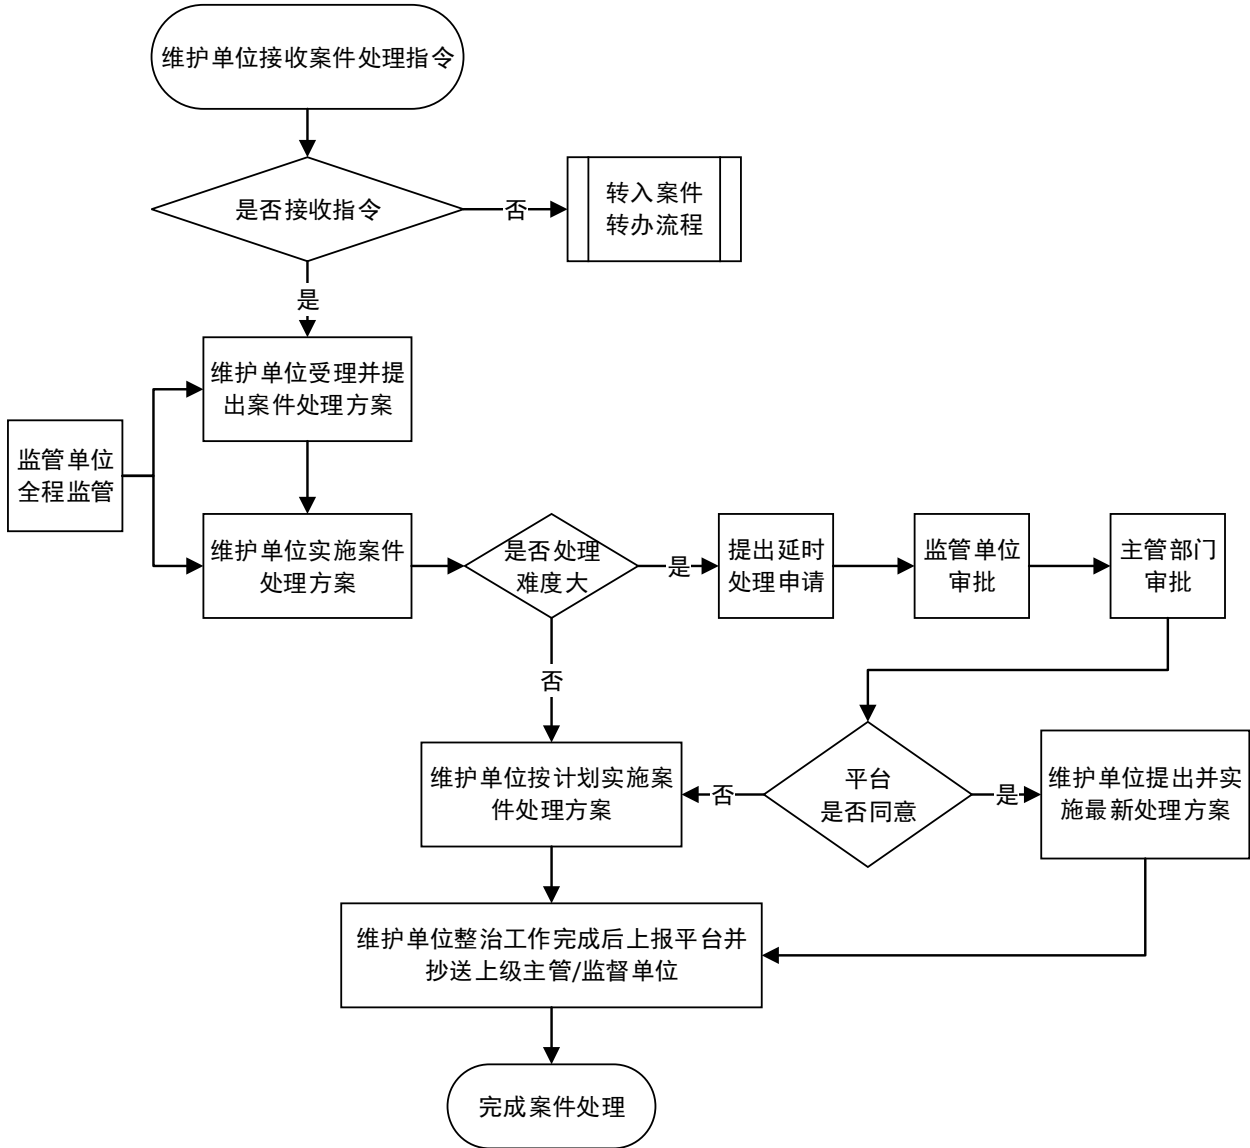 维护单位接收案件处理指令
是否接收指令
否
转入案件
转办流程
是
维护单位受理并提
出案件处理方案
监管单位
全程监管
维护单位实施案件
处理方案
是否处理
难度大
是
提出延时
处理申请
监管单位
审批
主管部门
审批
否
维护单位按计划实施案
件处理方案
否
平台
是否同意
是
维护单位提出并实
施最新处理方案
维护单位整治工作完成后上报平台并
抄送上级主管/监督单位
完成案件处理